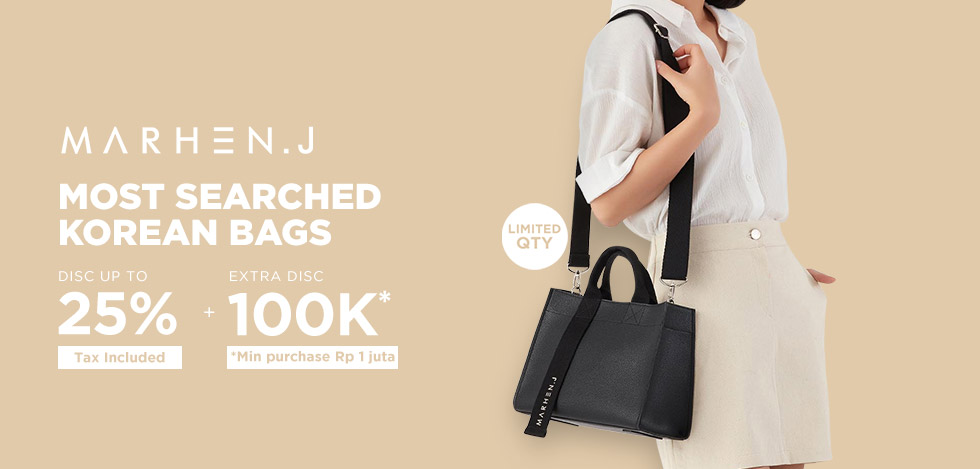 MARHEN.J
MOST SEARCHED
KOREAN BAGS
DISC UP TO
25%
Tax Included
+
EXTRA DISC
100K*
*Min purchase Rp 1 juta
LIMITED
QTY
MARHEN.J